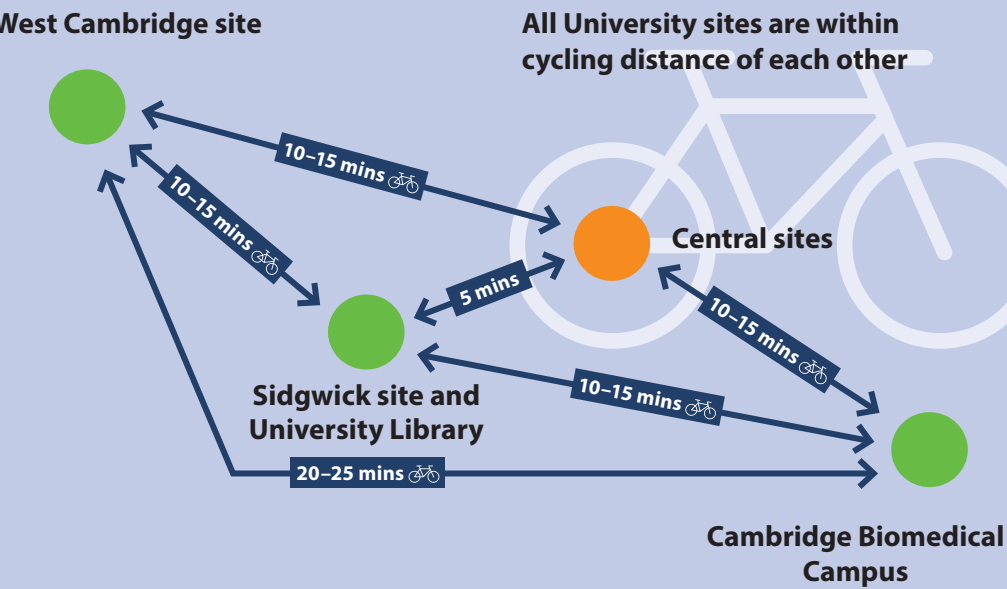 West Cambridge site
All University sites are within
cycling distance of each other
10–15 mins
10–15 mins
Central sites
5 mins
10–15 mins
Sidgwick site and
University Library
10–15 mins
20–25 mins
Cambridge Biomedical
Campus